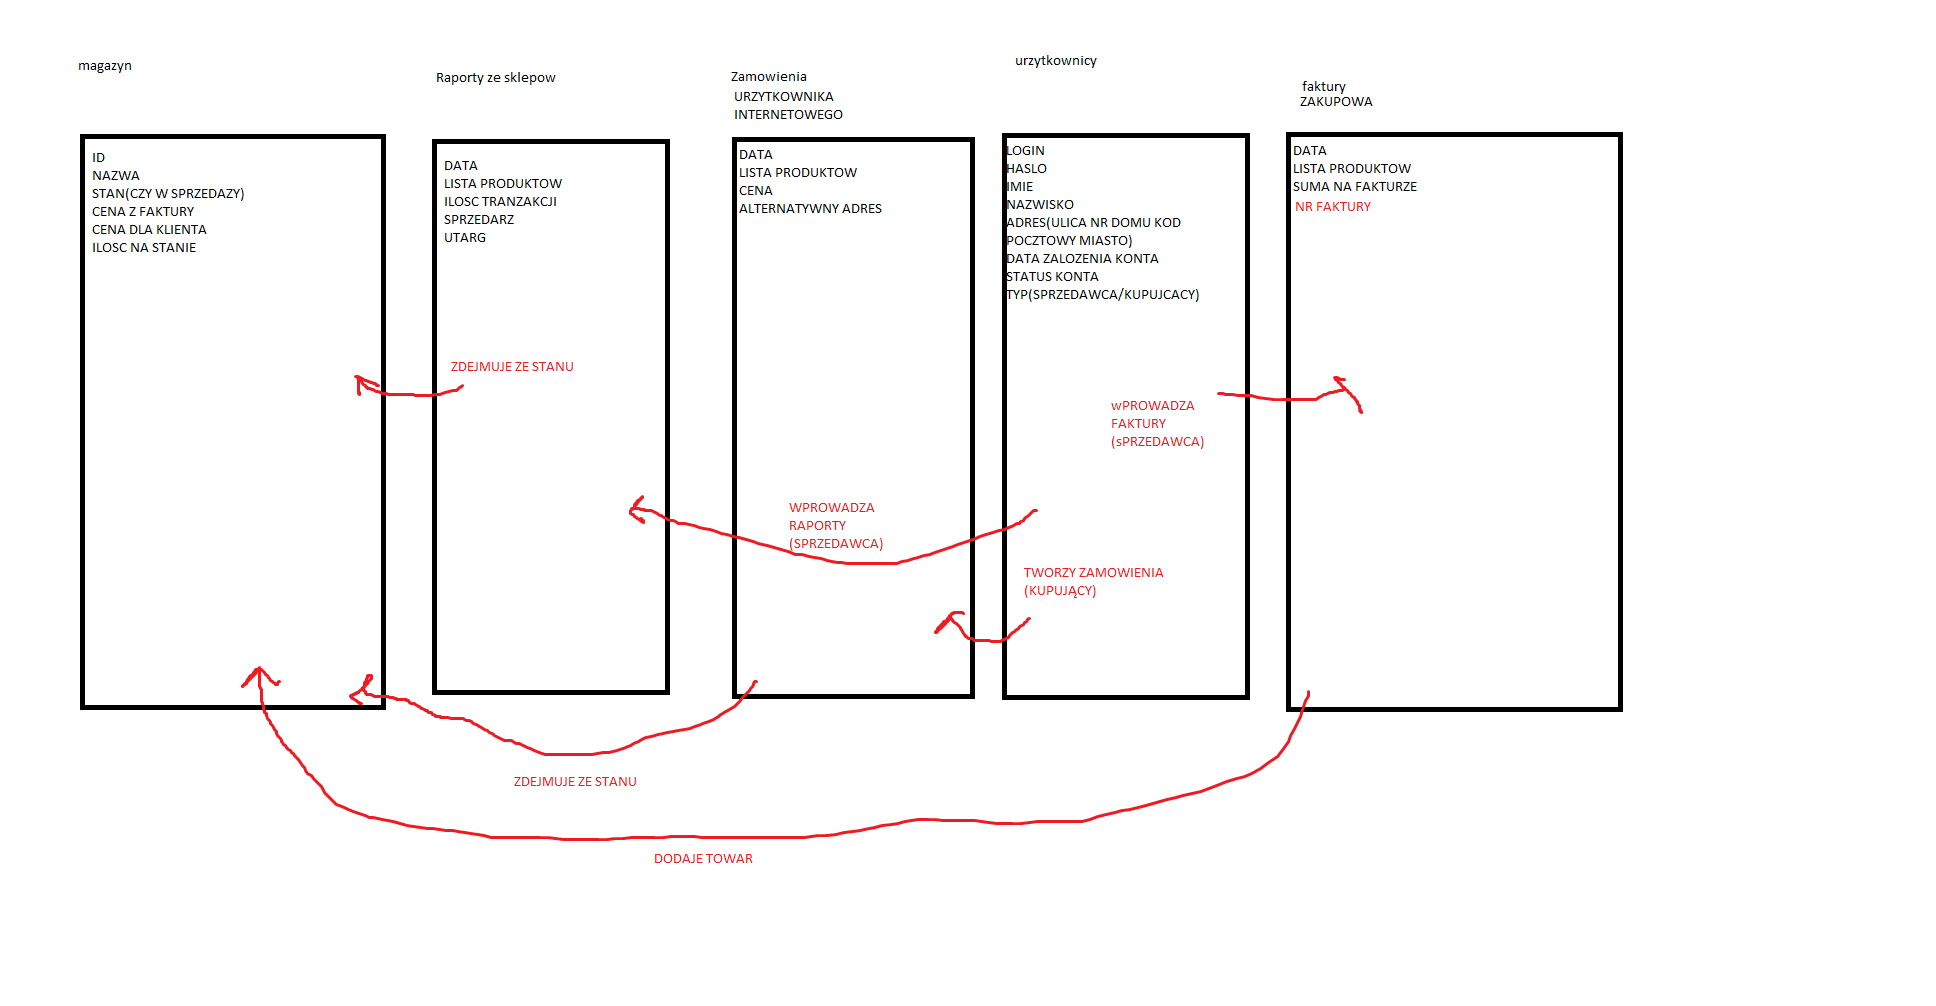 magazyn
ID
NAZWA
STAN(CZY W SPRZEDAZY)
CENA Z FAKTURY
CENA DLA KLIENTA
ILOSC NA STANIE
Raporty ze sklepow
DATA
LISTA PRODUKTOW
ILOSC TRANZAKCJI
SPRZEDARZ
UTARG
ZDEJMUJE ZE STANU
Zamowienia
URZYTKOWNIKA
INTERNETOWEGO
DATA
LISTA PRODUKTOW
CENA
ALTERNATYWNY ADRES
WPROWADZA
RAPORTY
(SPRZEDAWCA)
urzytkownicy
LOGIN
HASLO
IMIE
NAZWISKO
ADRES(ULICA NR DOMU KOD
POCZTOWY MIASTO)
DATA ZALOZENIA KONTA
STATUS KONTA
TYP(SPRZEDAWCA/KUPUJCACY)
wPROWADZA
FAKTURY
(sPRZEDAWCA)
TWORZY ZAMOWIENIA
(KUPUJĄCY)
faktury
ZAKUPOWA
DATA
LISTA PRODUKTOW
SUMA NA FAKTURZE
NR FAKTURY
ZDEJMUJE ZE STANU
DODAJE TOWAR